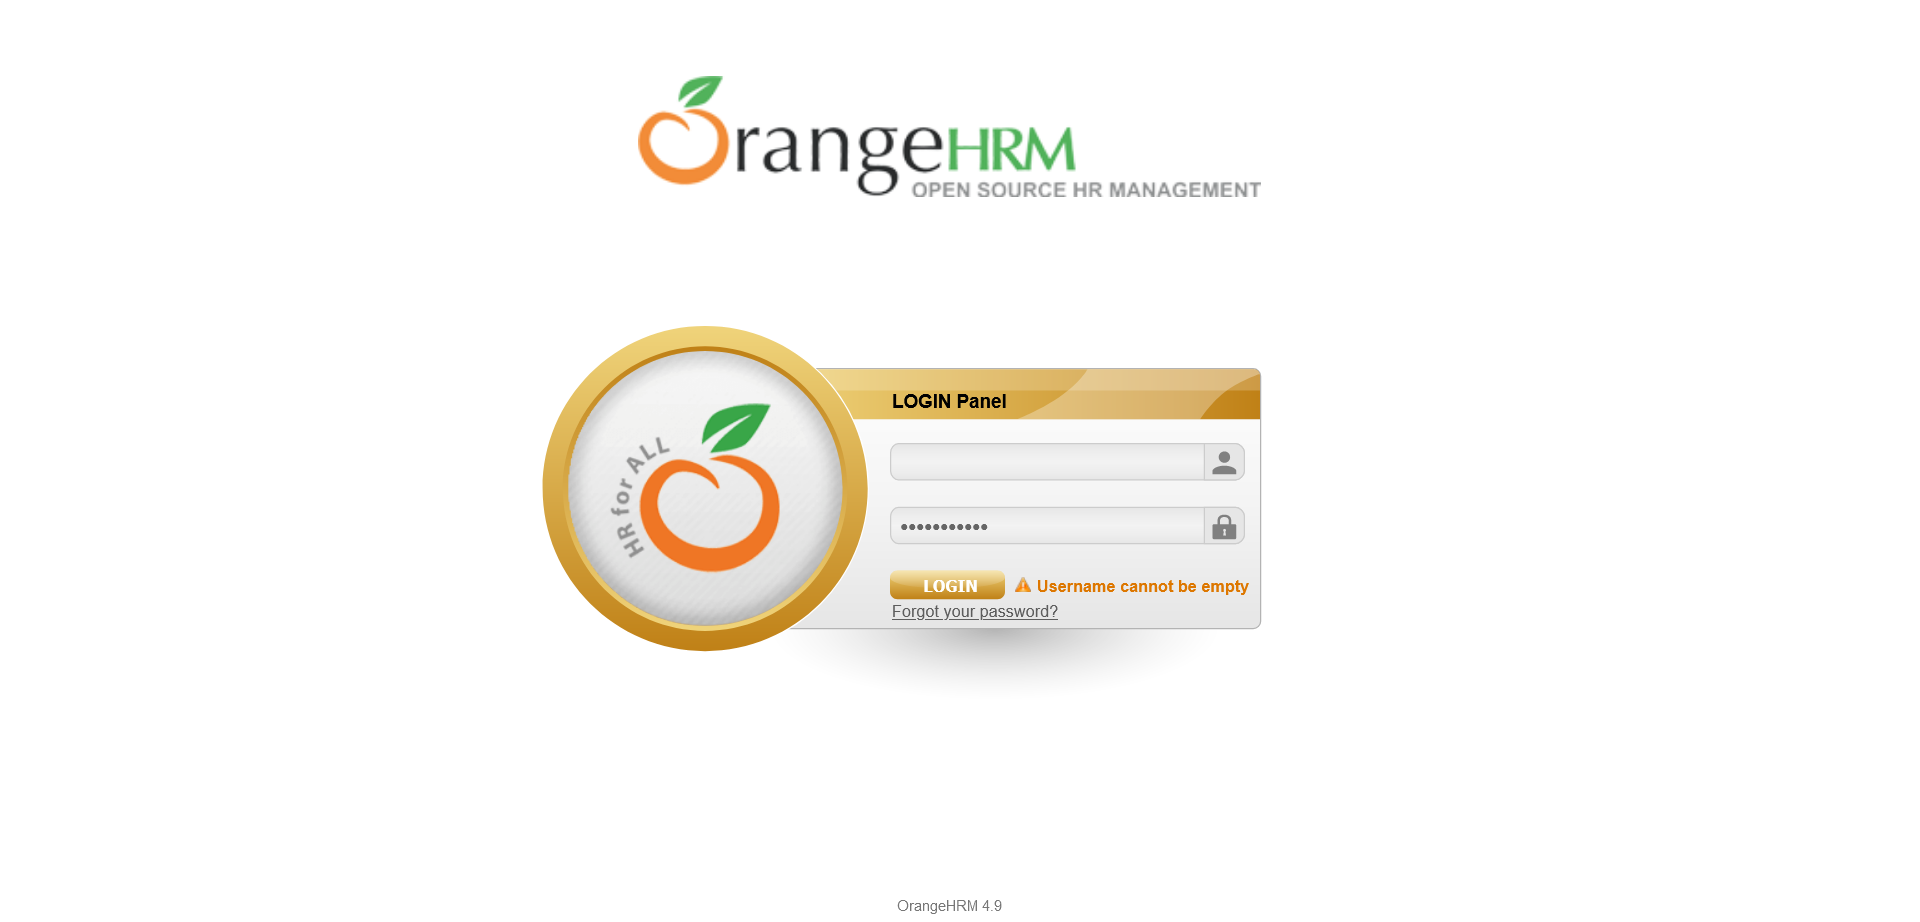 OrangeHRM
OPEN SOURCE HR MANAGEMENT
HR for ALL
LOGIN Panel
•••••••••••
LOGIN
Username cannot be empty
Forgot your password?
OrangeHRM 4.9